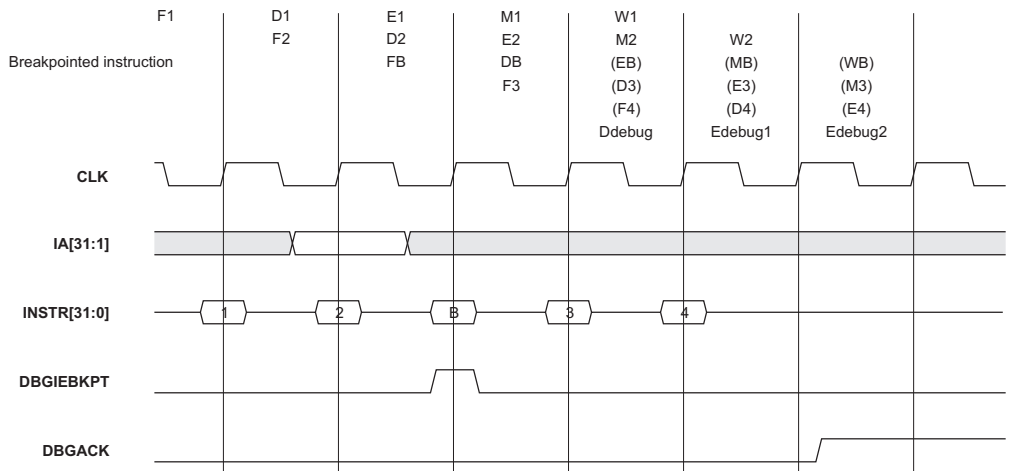 F1 D1 E1 M1 W1
F2 D2 E2 M2 W2
Breakpointed instruction FB DB (EB) (MB) (WB)
F3 (D3) (E3) (M3)
(F4) (D4) (E4)
Ddebug Edebug1 Edebug2
CLK
IA[31:1]
INSTR[31:0] 1 2 B 3 4
DBGIEBKPT
DBGACK